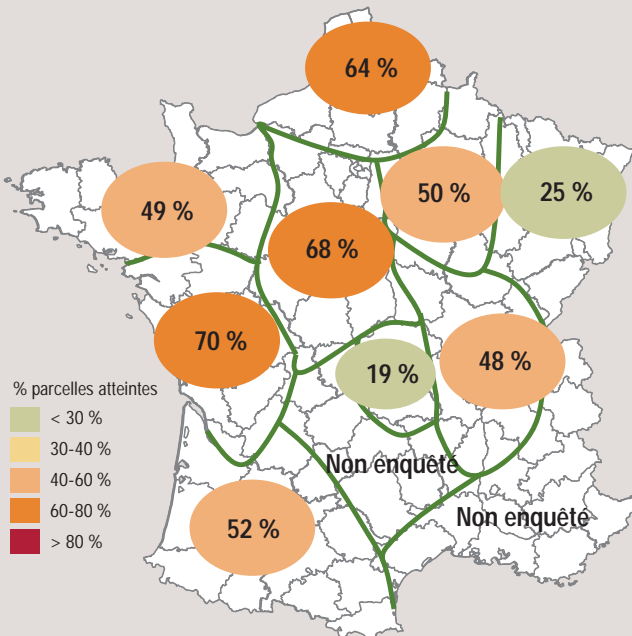 64 %
50 %
25 %
49 %
68 %
70 %
19 %
48 %
% parcelles atteintes
< 30 %
30-40 %
40-60 %
60-80 %
> 80 %
Non enquêté
Non enquêté
52 %